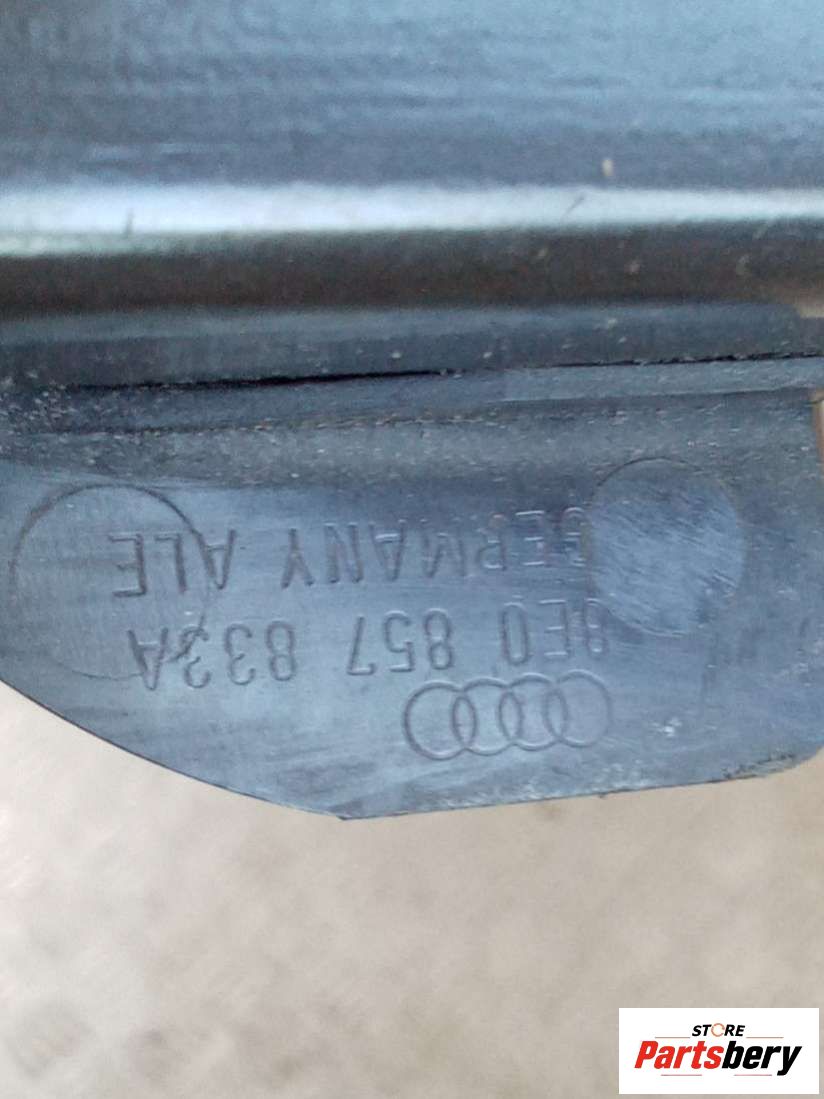 8E0 857 833A
GERMANY ALE
STORE
Partsbery